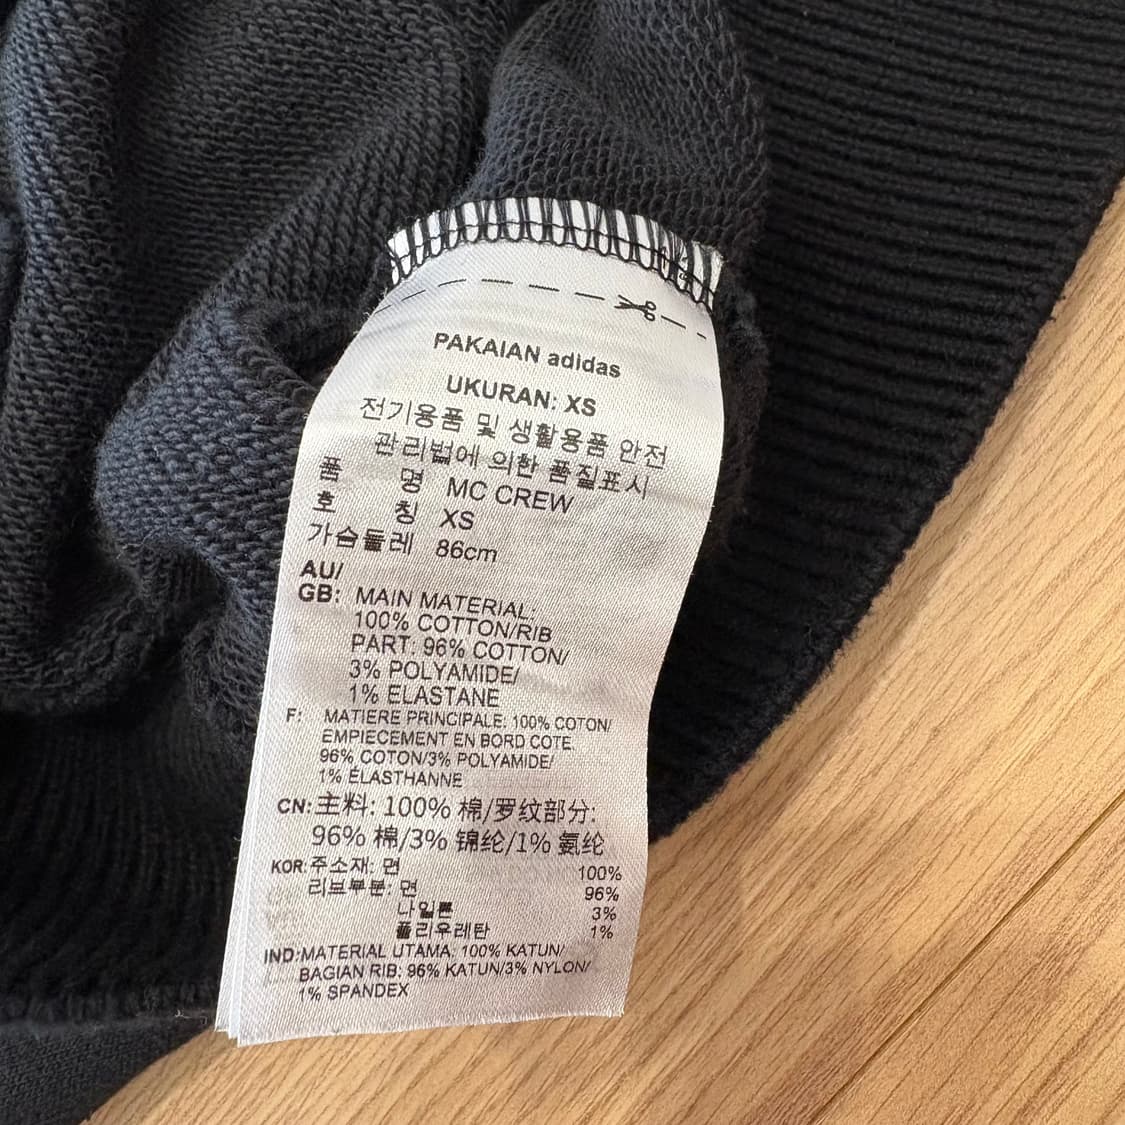 PAKAIAN adidas
UKURAN: XS
전기용품 및 생활용품 안전
관리법에 의한 품질표시
품 명 MC CREW
호 칭 XS
가슴둘레 86cm
AU/
GB: MAIN MATERIAL:
100% COTTON/RIB
PART: 96% COTTON/
3% POLYAMIDE/
1% ELASTANE
F: MATIERE PRINCIPALE: 100% COTON/
EMPIECEMENT EN BORD COTE:
96% COTON/3% POLYAMIDE/
1% ELASTHANNE
CN: 主料: 100% 棉/罗纹部分:
96% 棉/3% 锦纶/1% 氨纶
KOR: 주소재: 면 100%
리브부분: 면 96%
나일론 3%
폴리우레탄 1%
IND: MATERIAL UTAMA: 100% KATUN/
BAGIAN RIB: 96% KATUN/3% NYLON/
1% SPANDEX